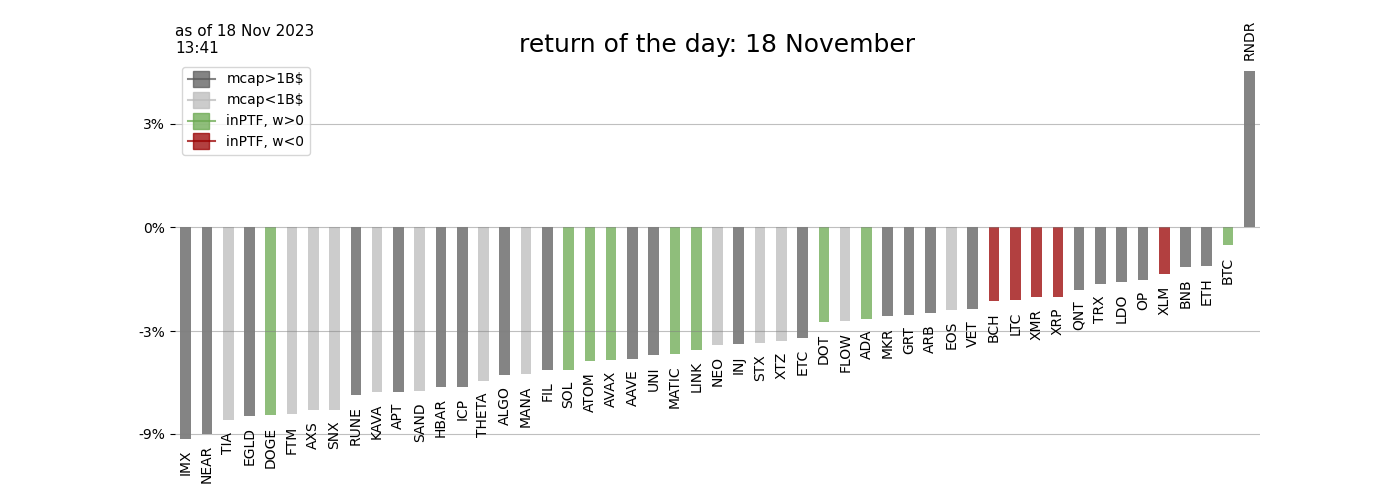 as of 18 Nov 2023
13:41
return of the day: 18 November
mcap>1B$
mcap<1B$
inPTF, w>0
inPTF, w<0
3%
0%
-3%
-9%
IMX
NEAR
TIA
EGLD
DOGE
FTM
AXS
SNX
RUNE
KAVA
APT
SAND
HBAR
ICP
THETA
ALGO
MANA
FIL
SOL
ATOM
AVAX
AAVE
UNI
MATIC
LINK
NEO
INJ
STX
XTZ
ETC
DOT
FLOW
ADA
MKR
GRT
ARB
EOS
VET
BCH
LTC
XMR
XRP
QNT
TRX
LDO
OP
XLM
BNB
ETH
BTC
RNDR